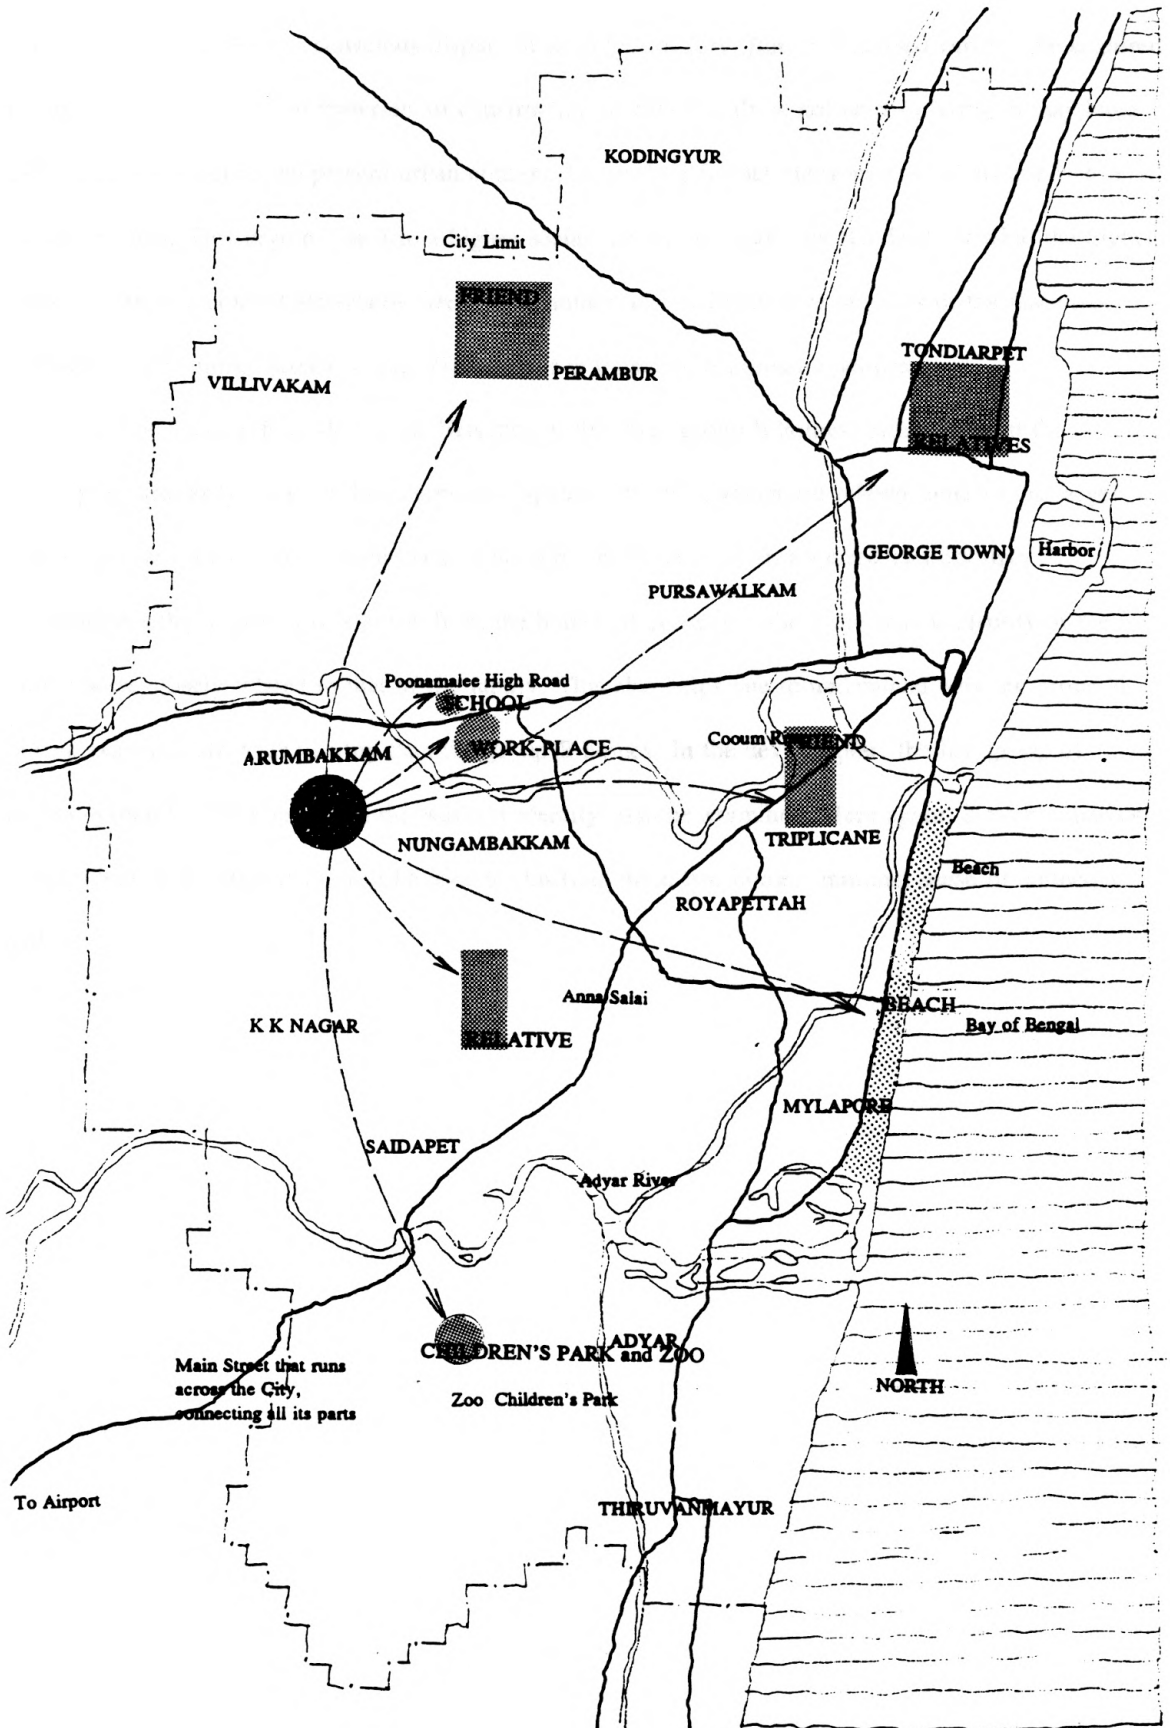 KODINGYUR
City Limit
FRIEND
PERAMBUR
VILLIVAKAM
TONDIARPET
RELATIVES
GEORGE TOWN
Harbor
PURSAWALKAM
Poonamalee High Road
SCHOOL
WORK-PLACE
ARUMBAKKAM
Cooum
FRIEND
TRIPLICANE
NUNGAMBAKKAM
Beach
ROYAPETTAH
Anna Salai
BEACH
Bay of Bengal
K K NAGAR
RELATIVE
MYLAPORE
SAIDAPET
Adyar River
ADYAR
CHILDREN'S PARK and ZOO
Zoo Children's Park
NORTH
Main Street that runs
across the City,
connecting all its parts
To Airport
THIRUVANMAYUR